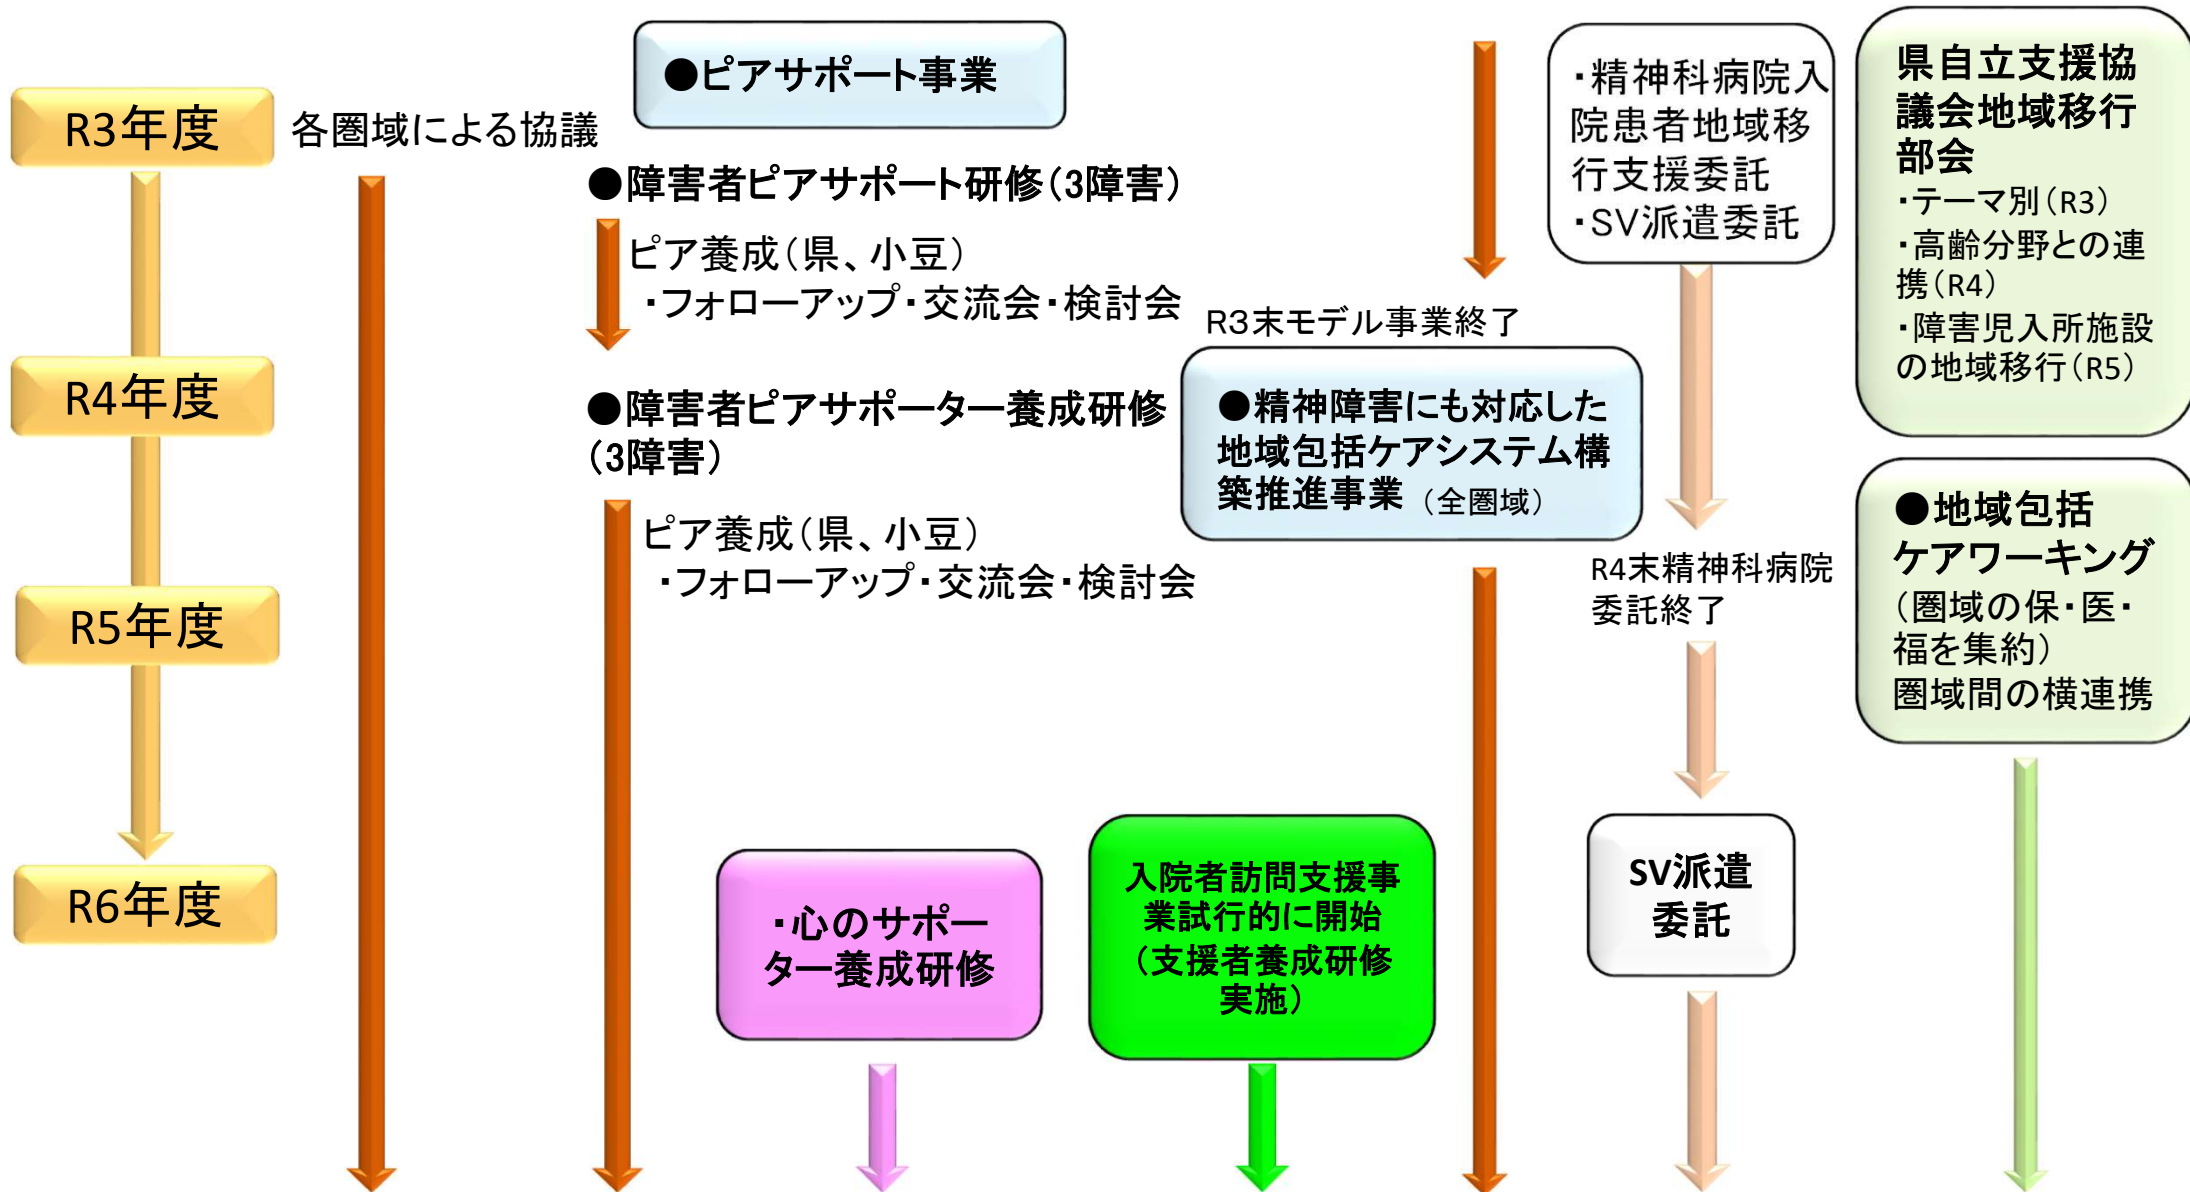 R3年度
R4年度
R5年度
R6年度
各圏域による協議
●ピアサポート事業
●障害者ピアサポート研修（3障害）
ピア養成（県、小豆）
・フォローアップ・交流会・検討会
●障害者ピアサポーター養成研修
（3障害）
ピア養成（県、小豆）
・フォローアップ・交流会・検討会
・心のサポー
ター養成研修
入院者訪問支援事
業試行的に開始
（支援者養成研修
実施）
R3末モデル事業終了
●精神障害にも対応した
地域包括ケアシステム構
築推進事業（全圏域）
・精神科病院入
院患者地域移
行支援委託
・SV派遣委託
R4末精神科病院
委託終了
SV派遣
委託
県自立支援協
議会地域移行
部会
・テーマ別（R3）
・高齢分野との連
携（R4）
・障害児入所施設
の地域移行（R5）
●地域包括
ケアワーキング
（圏域の保・医・
福を集約）
圏域間の横連携